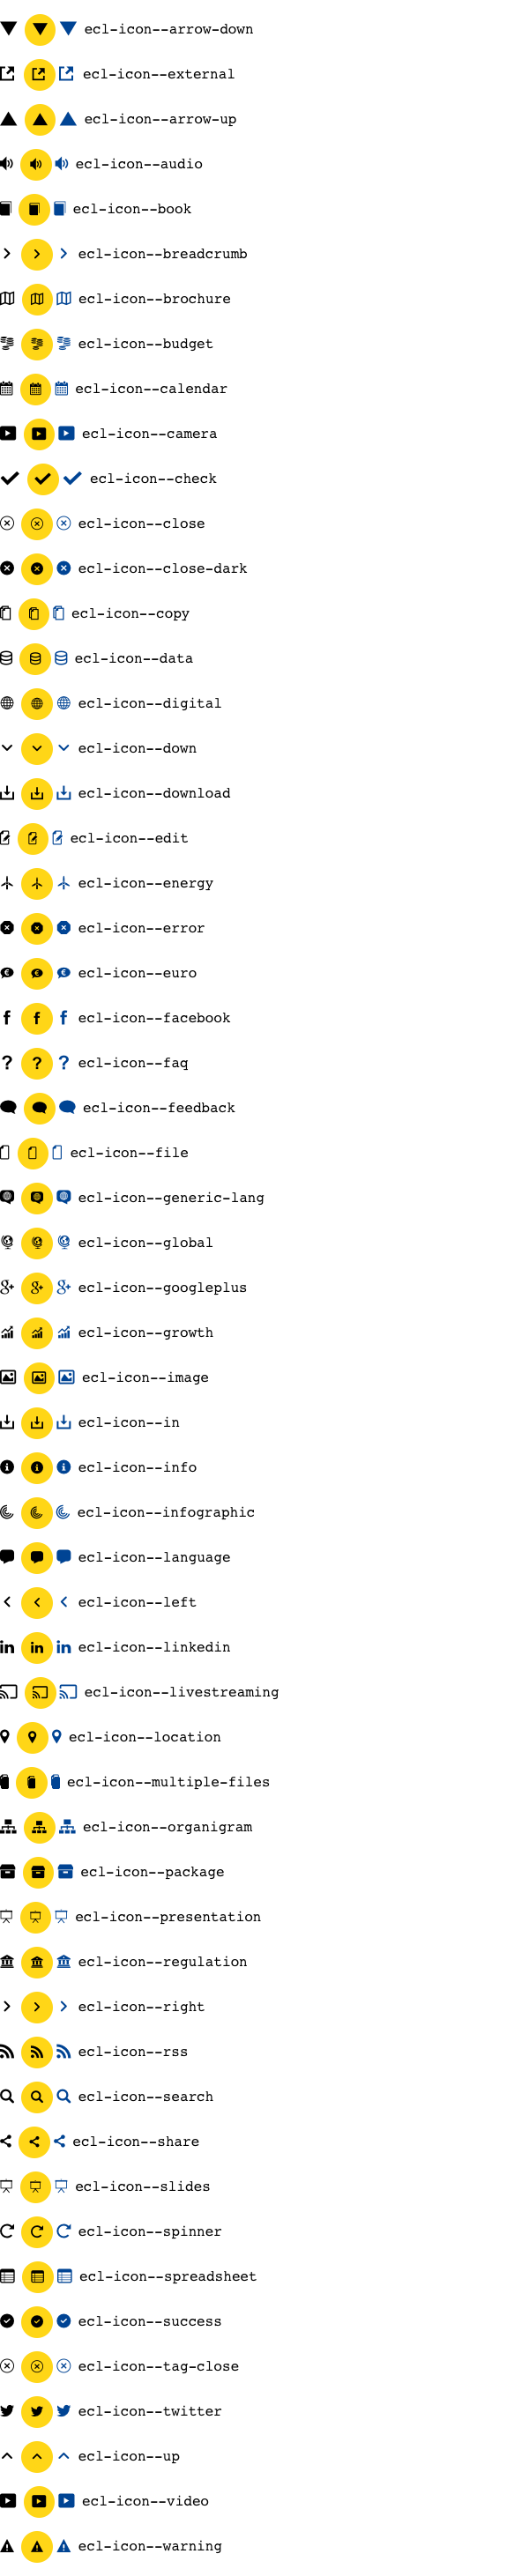 ecl-icon--arrow-down
ecl-icon--external
ecl-icon--arrow-up
ecl-icon--audio
ecl-icon--book
ecl-icon--breadcrumb
ecl-icon--brochure
ecl-icon--budget
ecl-icon--calendar
ecl-icon--camera
ecl-icon--check
ecl-icon--close
ecl-icon--close-dark
ecl-icon--copy
ecl-icon--data
ecl-icon--digital
ecl-icon--down
ecl-icon--download
ecl-icon--edit
ecl-icon--energy
ecl-icon--error
ecl-icon--euro
ecl-icon--facebook
ecl-icon--faq
ecl-icon--feedback
ecl-icon--file
ecl-icon--generic-lang
ecl-icon--global
ecl-icon--googleplus
ecl-icon--growth
ecl-icon--image
ecl-icon--in
ecl-icon--info
ecl-icon--infographic
ecl-icon--language
ecl-icon--left
ecl-icon--linkedin
ecl-icon--livestreaming
ecl-icon--location
ecl-icon--multiple-files
ecl-icon--organigram
ecl-icon--package
ecl-icon--presentation
ecl-icon--regulation
ecl-icon--right
ecl-icon--rss
ecl-icon--search
ecl-icon--share
ecl-icon--slides
ecl-icon--spinner
ecl-icon--spreadsheet
ecl-icon--success
ecl-icon--tag-close
ecl-icon--twitter
ecl-icon--up
ecl-icon--video
ecl-icon--warning